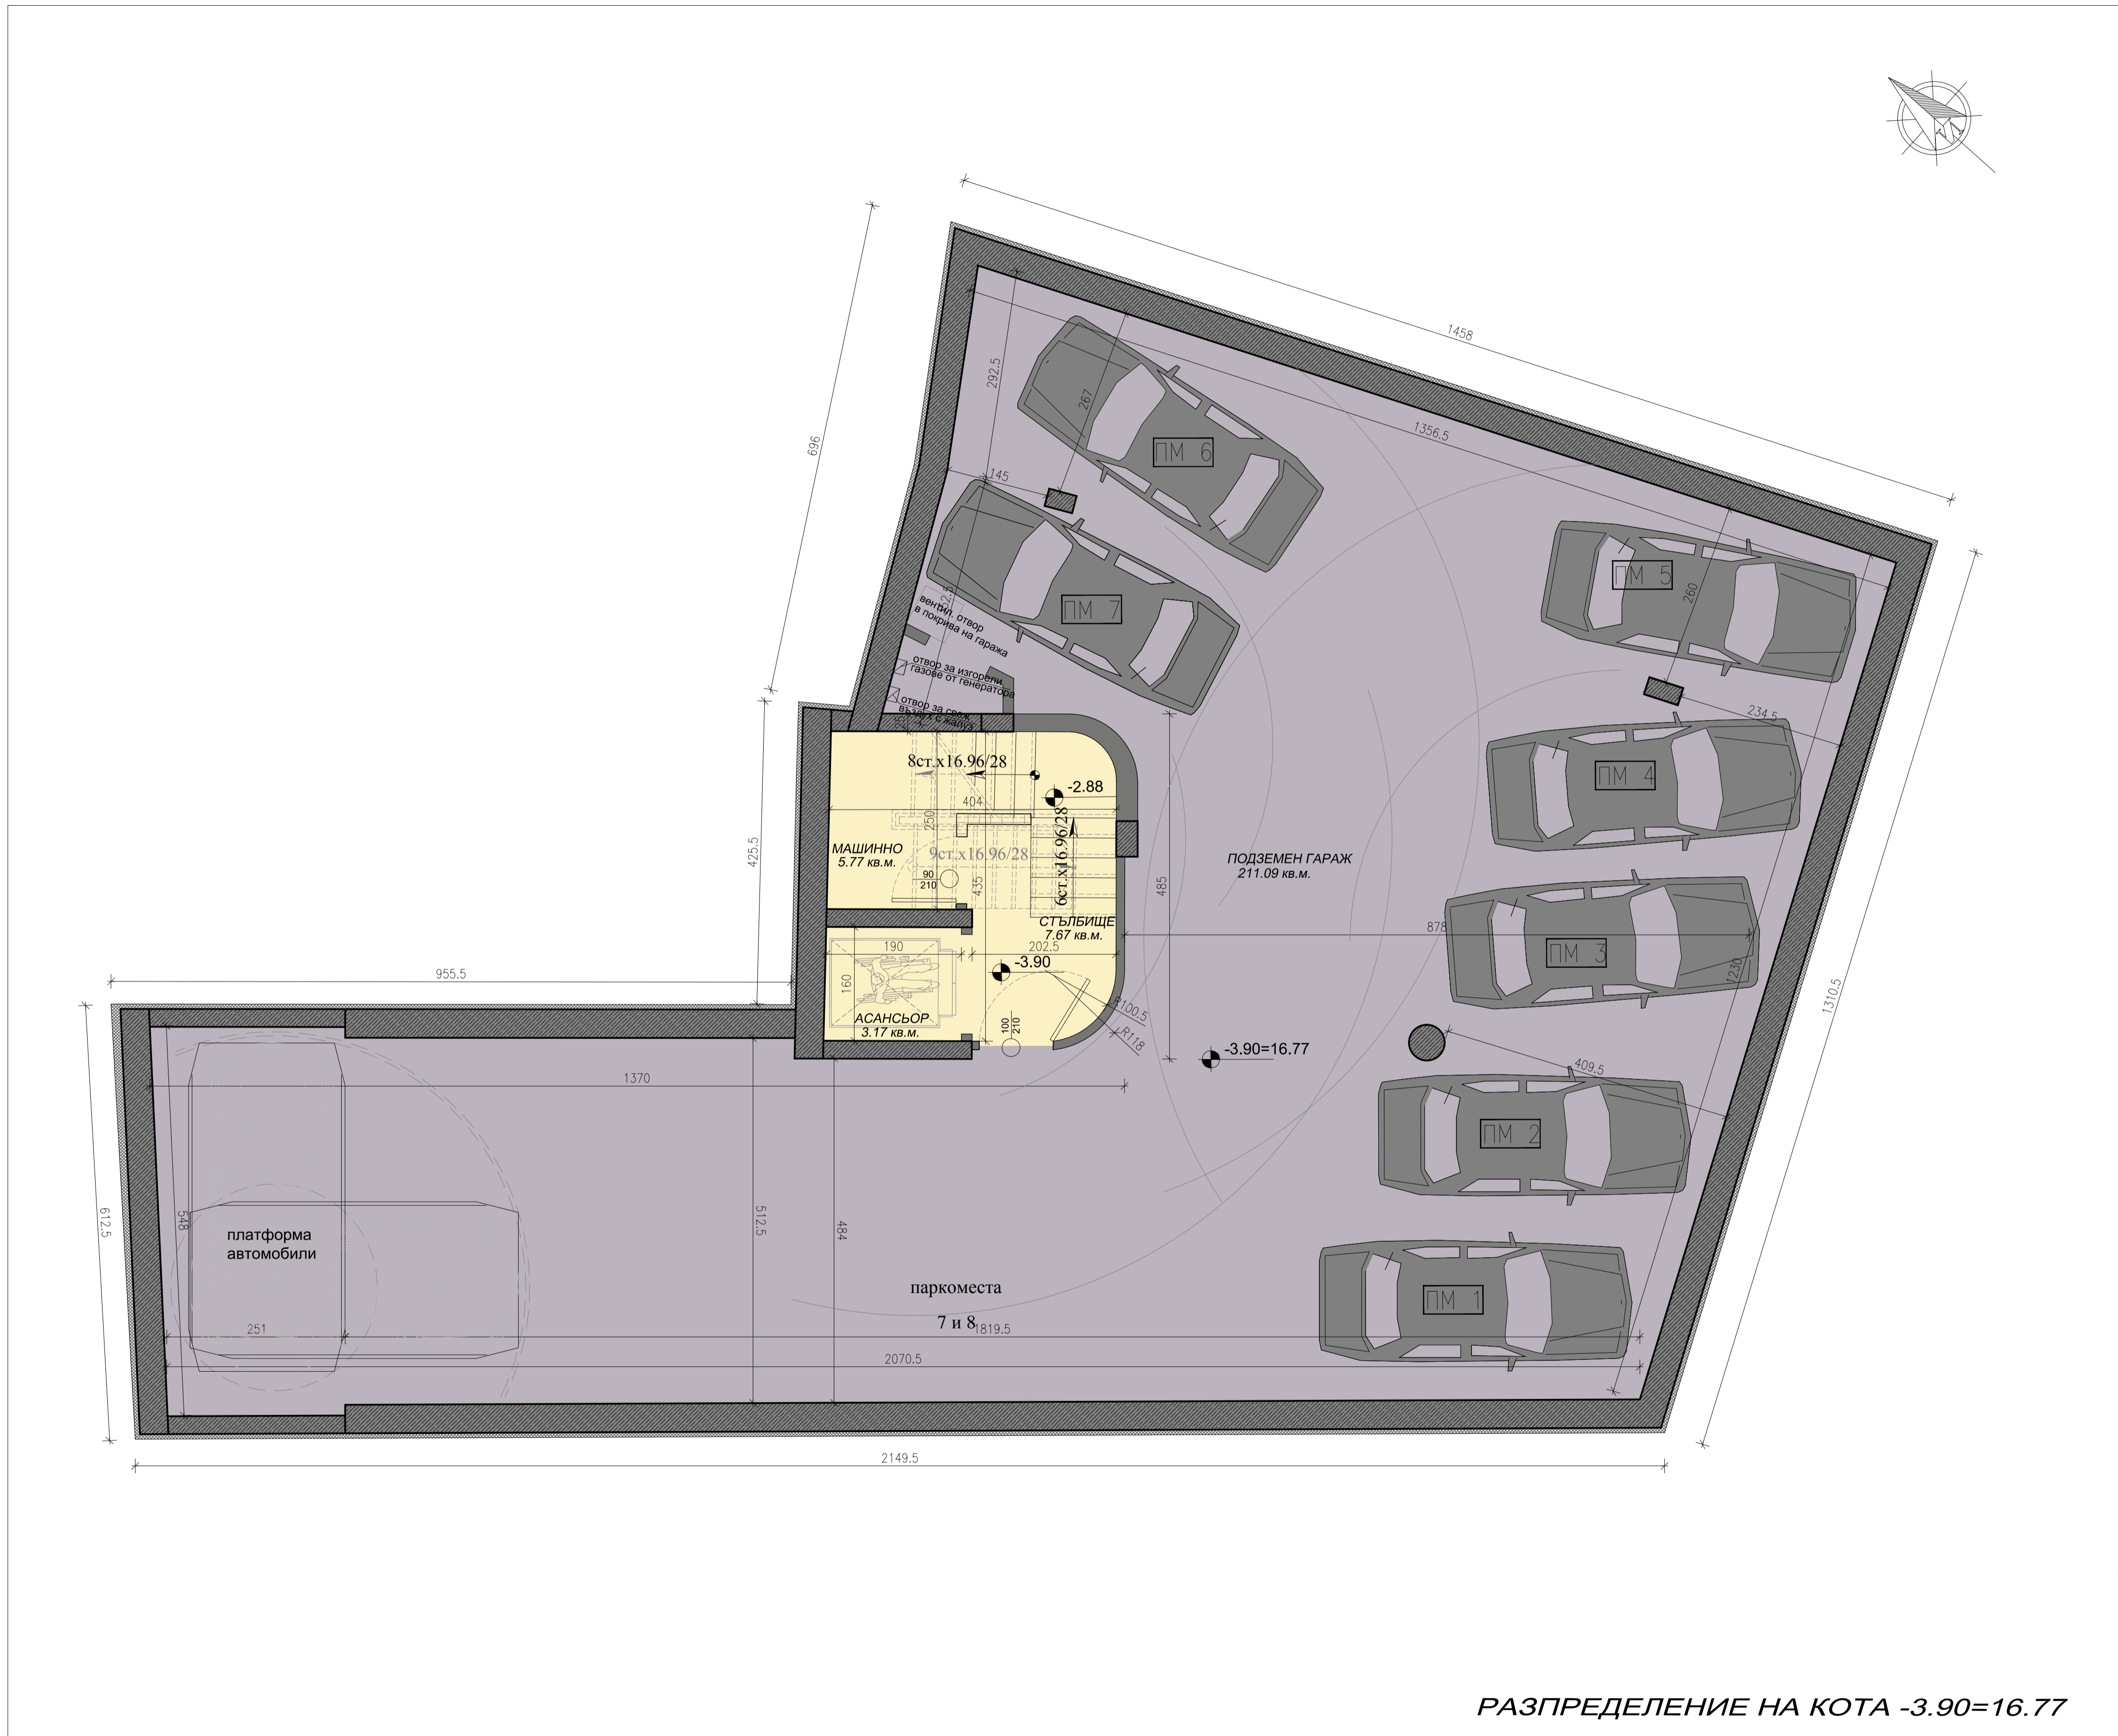 1458
696
292.5
267
1356.5
ПМ 6
145
ПМ 5
260
ПМ 7
вентил. отвор
в покрива на гаража
отвор за изгорели
газове от генератора
отвор за свеж
въздух с жалуз
234.5
8ст.х16.96/28
-2.88
404
250
6ст.х16.96/28
ПМ 4
425.5
МАШИННО
5.77 кв.м.
9ст.х16.96/28
90
210
435
485
ПОДЗЕМЕН ГАРАЖ
211.09 кв.м.
СТЪЛБИЩЕ
7.67 кв.м.
878
ПМ 3
190
202.5
-3.90
160
1230
1310.5
955.5
АСАНСЬОР
3.17 кв.м.
100
210
R100.5
R118
-3.90=16.77
409.5
1370
ПМ 2
612.5
548
512.5
484
платформа
автомобили
паркоместа
7 и 8
ПМ 1
251
1819.5
2070.5
2149.5
РАЗПРЕДЕЛЕНИЕ НА КОТА -3.90=16.77